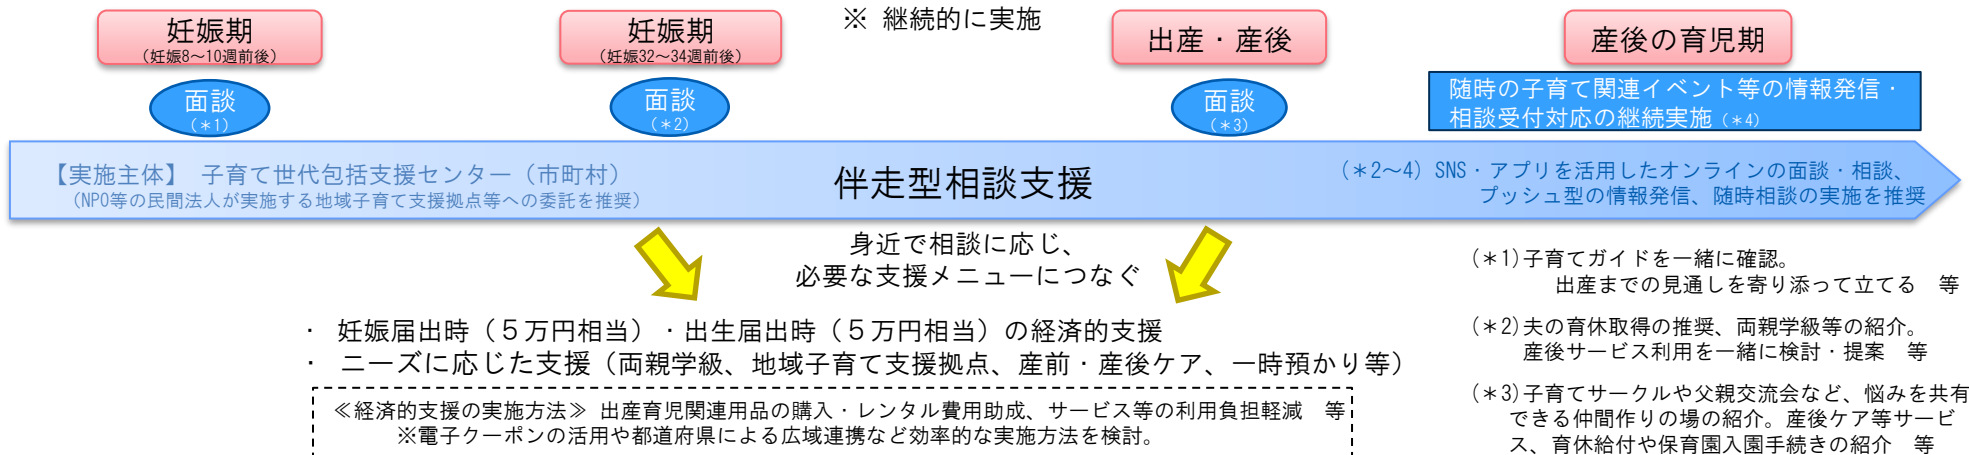 ※ 継続的に実施
妊娠期
（妊娠8～10週前後）
妊娠期
（妊娠32～34週前後）
出産・産後
産後の育児期
面談
（＊1）
面談
（＊2）
面談
（＊3）
随時の子育て関連イベント等の情報発信・
相談受付対応の継続実施（＊4）
【実施主体】 子育て世代包括支援センター（市町村）
（NPO等の民間法人が実施する地域子育て支援拠点等への委託を推奨）
伴走型相談支援
（＊2～4）SNS・アプリを活用したオンラインの面談・相談、
プッシュ型の情報発信、随時相談の実施を推奨
身近で相談に応じ、
必要な支援メニューにつなぐ
・ 妊娠届出時（５万円相当）・出生届出時（５万円相当）の経済的支援
・ ニーズに応じた支援（両親学級、地域子育て支援拠点、産前・産後ケア、一時預かり等）
≪経済的支援の実施方法≫ 出産育児関連用品の購入・レンタル費用助成、サービス等の利用負担軽減　等
※電子クーポンの活用や都道府県による広域連携など効率的な実施方法を検討。
（＊1)子育てガイドを一緒に確認。
出産までの見通しを寄り添って立てる　等
（＊2)夫の育休取得の推奨、両親学級等の紹介。
産後サービス利用を一緒に検討・提案　等
（＊3)子育てサークルや父親交流会など、悩みを共有
できる仲間作りの場の紹介。産後ケア等サービ
ス、育休給付や保育園入園手続きの紹介　等